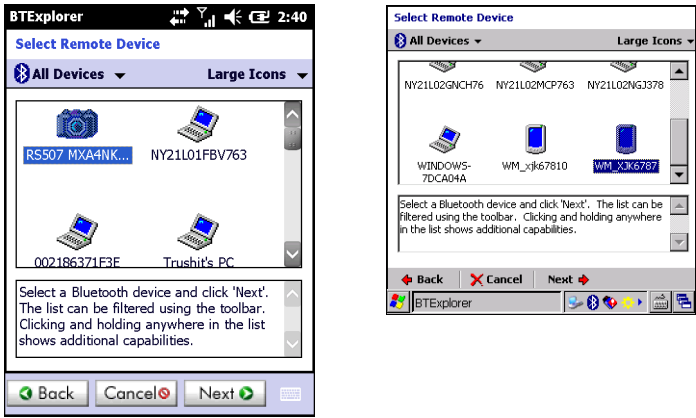 BTExplorer 2:40
Select Remote Device
All Devices Large Icons
RS507 MXA4NK... NY21L01FBV763
002186371F3E Trushit's PC
Select a Bluetooth device and click 'Next'.
The list can be filtered using the toolbar.
Clicking and holding anywhere in the list
shows additional capabilities.
Back Cancel Next
Select Remote Device
All Devices Large Icons
NY21L02GNCH76 NY21L02MCP763 NY21L02NGJ378
WINDOWS-
7DCA04A WM_xjk67810 WM_XJK6787
Select a Bluetooth device and click 'Next'. The list can be
filtered using the toolbar. Clicking and holding anywhere
in the list shows additional capabilities.
Back Cancel Next
BTExplorer